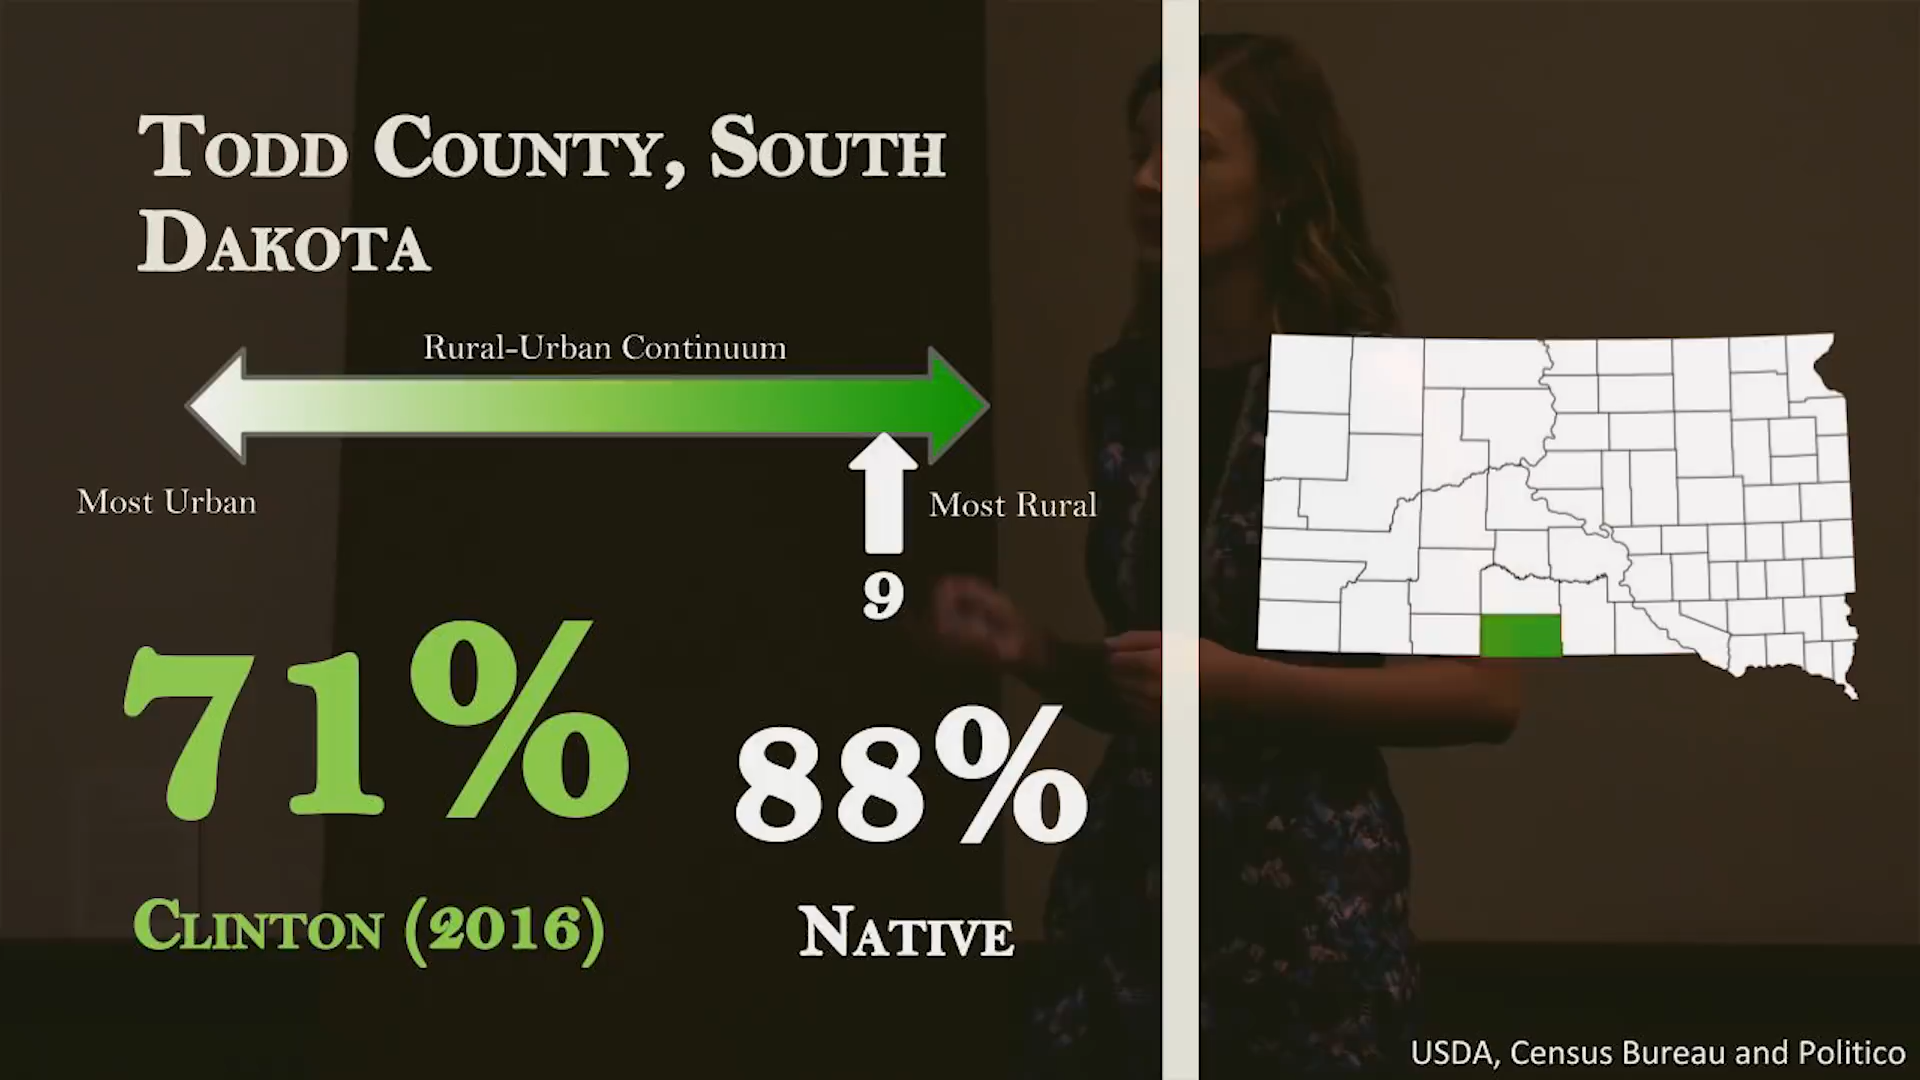 Todd County, South
Dakota
Rural-Urban Continuum
Most Urban
Most Rural
9
71%
88%
Clinton (2016)
Native
USDA, Census Bureau and Politico